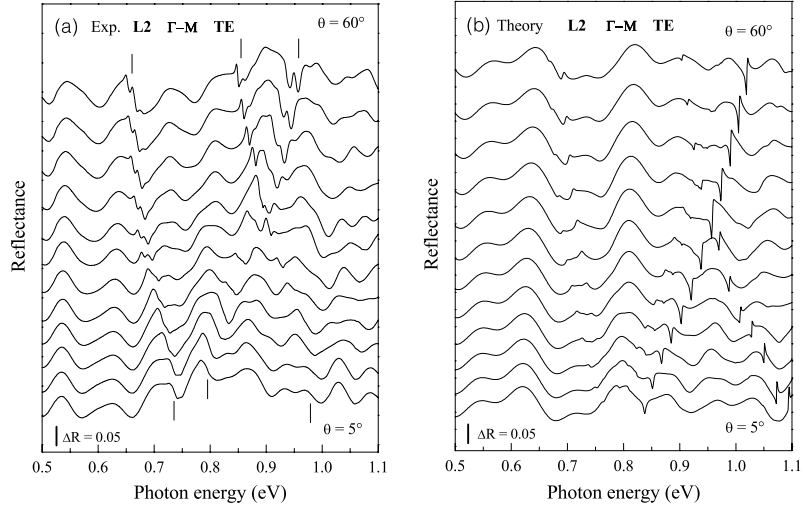 (a) Exp. L2 Γ–M TE θ = 60°
Reflectance
ΔR = 0.05
θ = 5°
0.5 0.6 0.7 0.8 0.9 1.0 1.1
Photon energy (eV)
(b) Theory L2 Γ–M TE θ = 60°
Reflectance
ΔR = 0.05
θ = 5°
0.5 0.6 0.7 0.8 0.9 1.0 1.1
Photon energy (eV)